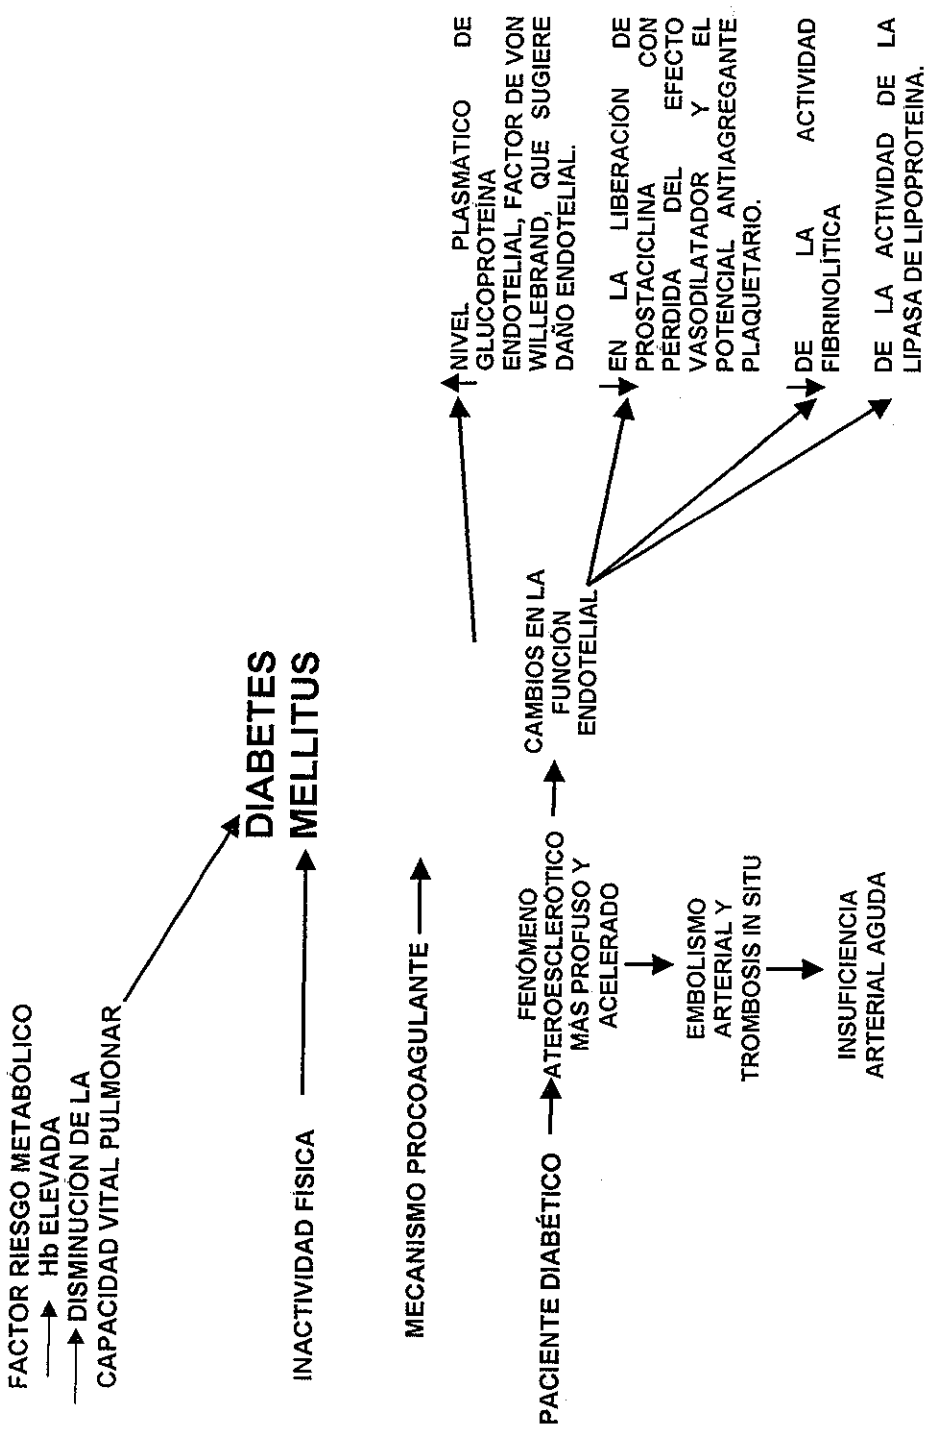 FACTOR RIESGO METABÓLICO
Hb ELEVADA
DISMINUCIÓN DE LA
CAPACIDAD VITAL PULMONAR
DIABETES
MELLITUS
INACTIVIDAD FÍSICA
MECANISMO PROCOAGULANTE
PACIENTE DIABÉTICO
FENÓMENO
ATEROESCLERÓTICO
MÁS PROFUSO Y
ACELERADO
EMBOLISMO
ARTERIAL Y
TROMBOSIS IN SITU
INSUFICIENCIA
ARTERIAL AGUDA
CAMBIOS EN LA
FUNCIÓN
ENDOTELIAL
NIVEL PLASMÁTICO DE
GLUCOPROTEÍNA
ENDOTELIAL, FACTOR DE VON
WILLEBRAND, QUE SUGIERE
DAÑO ENDOTELIAL.
EN LA LIBERACIÓN DE
PROSTACICLINA CON
PÉRDIDA DEL EFECTO
VASODILATADOR Y EL
POTENCIAL ANTIAGREGANTE
PLAQUETARIO.
DE LA ACTIVIDAD
FIBRINOLÍTICA
DE LA ACTIVIDAD DE LA
LIPASA DE LIPOPROTEÍNA.